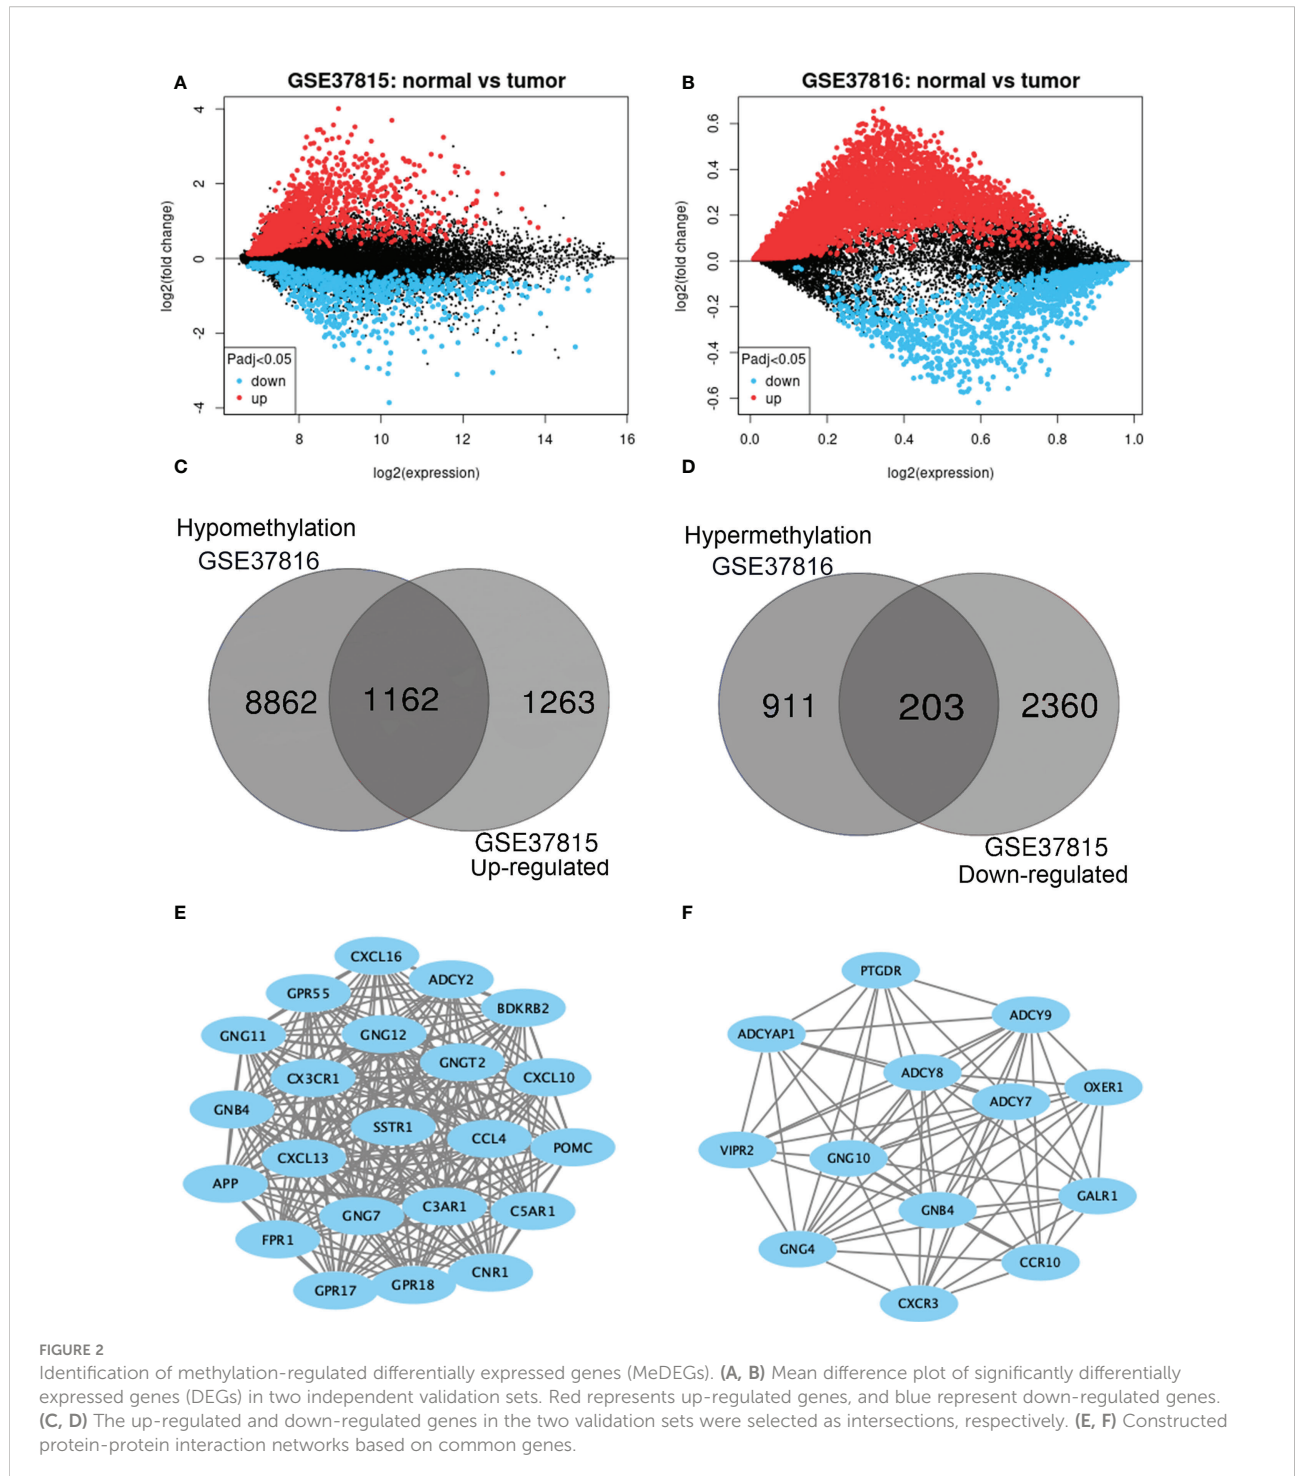 A
GSE37815: normal vs tumor
log2(fold change)
4
2
0
-2
-4
Padj<0.05
down
up
8
10
12
14
16
log2(expression)
B
GSE37816: normal vs tumor
log2(fold change)
0.6
0.4
0.2
0.0
-0.2
-0.4
-0.6
Padj<0.05
down
up
0.0
0.2
0.4
0.6
0.8
1.0
log2(expression)
C
Hypomethylation
GSE37816
8862
1162
1263
GSE37815
Up-regulated
D
Hypermethylation
GSE37816
911
203
2360
GSE37815
Down-regulated
E
CXCL16
ADCY2
GPR55
BDKRB2
GNG11
GNG12
GNGT2
CX3CR1
CXCL10
GNB4
SSTR1
CCL4
POMC
CXCL13
APP
C3AR1
C5AR1
GNG7
FPR1
CNR1
GPR18
GPR17
F
PTGDR
ADCY9
ADCYAP1
ADCY8
OXER1
ADCY7
VIPR2
GNG10
GALR1
GNB4
GNG4
CCR10
CXCR3
FIGURE 2
Identification of methylation-regulated differentially expressed genes (MeDEGs). (A, B) Mean difference plot of significantly differentially
expressed genes (DEGs) in two independent validation sets. Red represents up-regulated genes, and blue represent down-regulated genes.
(C, D) The up-regulated and down-regulated genes in the two validation sets were selected as intersections, respectively. (E, F) Constructed
protein-protein interaction networks based on common genes.